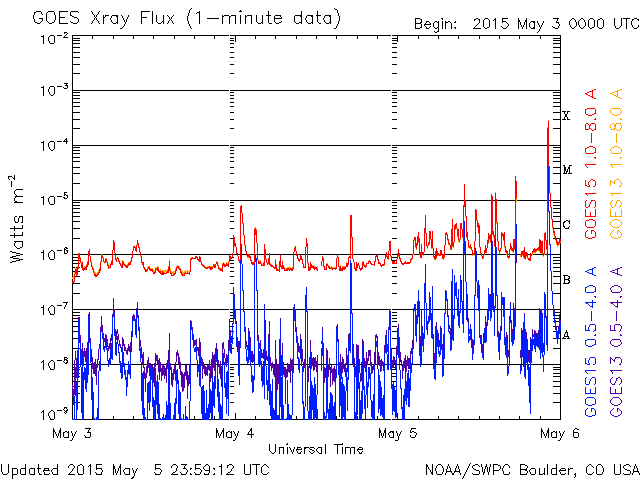 GOES Xray Flux (1-minute data)
Begin: 2015 May 3 0000 UTC
10⁻²
10⁻³
10⁻⁴
10⁻⁵
10⁻⁶
10⁻⁷
10⁻⁸
10⁻⁹
Watts m⁻²
X
M
C
B
A
GOES15 1.0-8.0 A
GOES13 1.0-8.0 A
GOES15 0.5-4.0 A
GOES13 0.5-4.0 A
May 3
May 4
May 5
May 6
Universal Time
Updated 2015 May 5 23:59:12 UTC
NOAA/SWPC Boulder, CO USA